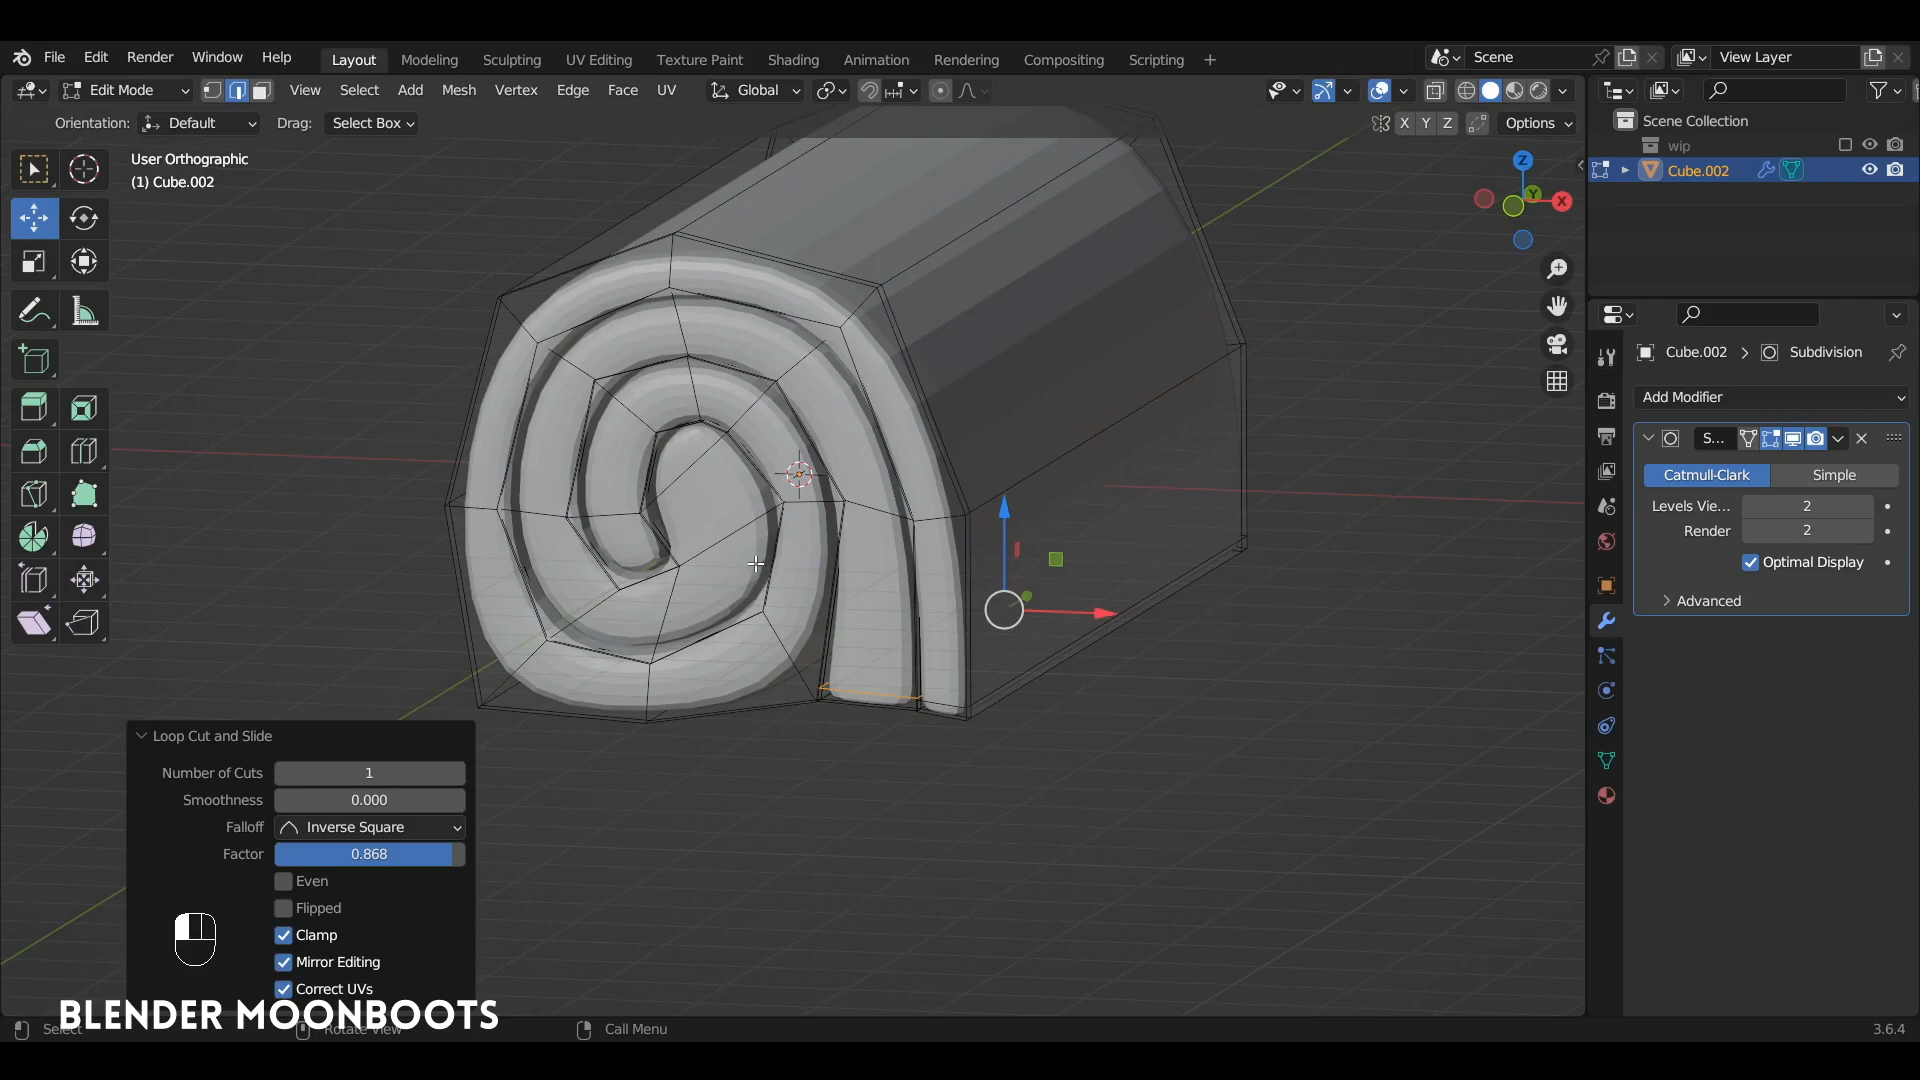 File Edit Render Window Help Layout Modeling Sculpting UV Editing Texture Paint Shading Animation Rendering Compositing Scripting + Scene View Layer
Edit Mode View Select Add Mesh Vertex Edge Face UV Global
Orientation: Default Drag: Select Box X Y Z Options
Scene Collection
wip
Cube.002
User Orthographic
(1) Cube.002
Z
Y
X
Cube.002 > Subdivision
Add Modifier
S...
Catmull-Clark Simple
Levels Vie... 2
Render 2
Optimal Display
Advanced
Loop Cut and Slide
Number of Cuts 1
Smoothness 0.000
Falloff Inverse Square
Factor 0.868
Even
Flipped
Clamp
Mirror Editing
Correct UVs
BLENDER MOONBOOTS
Select Rotate View Call Menu 3.6.4